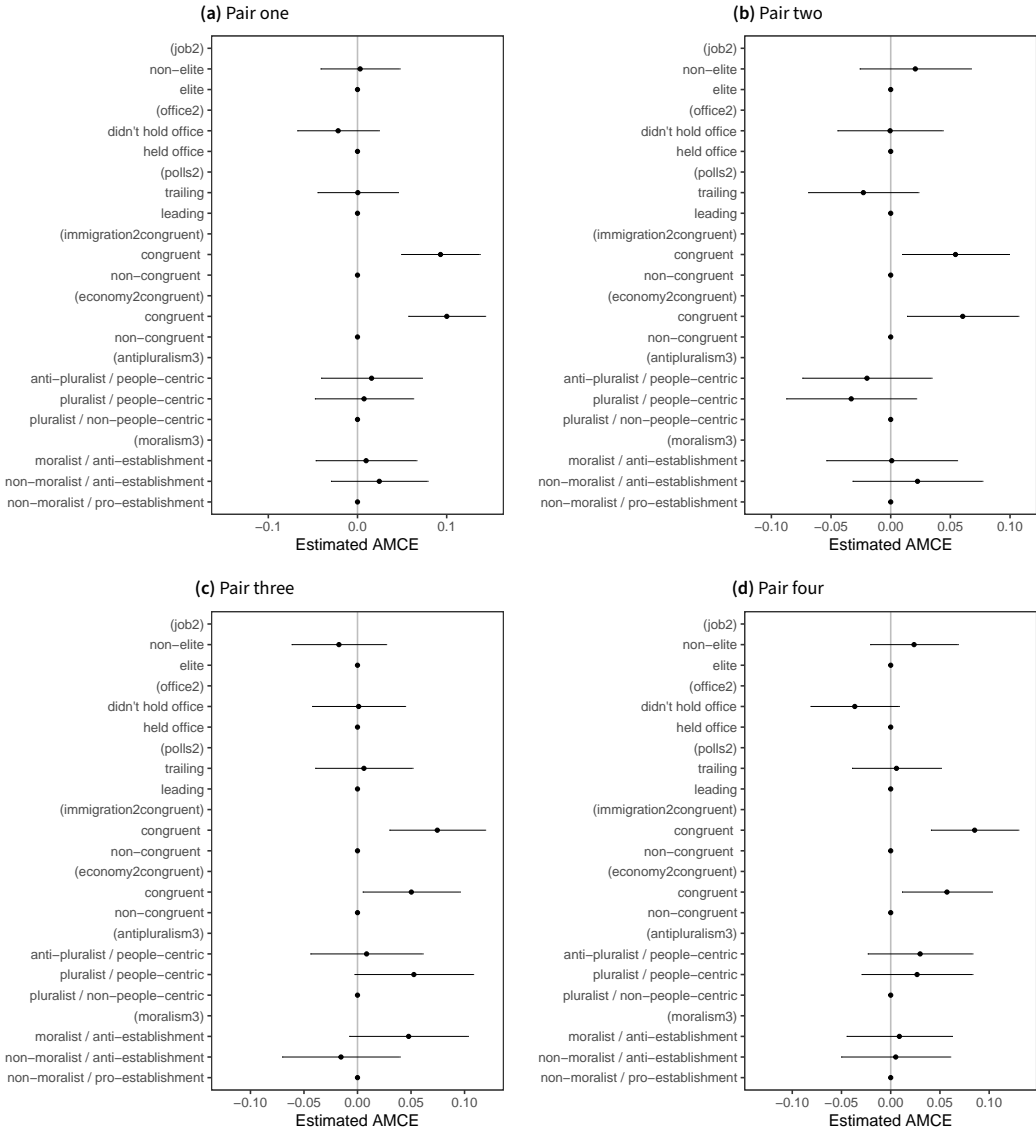 (a) Pair one
(job2)
non−elite
elite
(office2)
didn't hold office
held office
(polls2)
trailing
leading
(immigration2congruent)
congruent
non−congruent
(economy2congruent)
congruent
non−congruent
(antipluralism3)
anti−pluralist / people−centric
pluralist / people−centric
pluralist / non−people−centric
(moralism3)
moralist / anti−establishment
non−moralist / anti−establishment
non−moralist / pro−establishment
−0.1 0.0 0.1
Estimated AMCE
(b) Pair two
(job2)
non−elite
elite
(office2)
didn't hold office
held office
(polls2)
trailing
leading
(immigration2congruent)
congruent
non−congruent
(economy2congruent)
congruent
non−congruent
(antipluralism3)
anti−pluralist / people−centric
pluralist / people−centric
pluralist / non−people−centric
(moralism3)
moralist / anti−establishment
non−moralist / anti−establishment
non−moralist / pro−establishment
−0.10 −0.05 0.00 0.05 0.10
Estimated AMCE
(c) Pair three
(job2)
non−elite
elite
(office2)
didn't hold office
held office
(polls2)
trailing
leading
(immigration2congruent)
congruent
non−congruent
(economy2congruent)
congruent
non−congruent
(antipluralism3)
anti−pluralist / people−centric
pluralist / people−centric
pluralist / non−people−centric
(moralism3)
moralist / anti−establishment
non−moralist / anti−establishment
non−moralist / pro−establishment
−0.10 −0.05 0.00 0.05 0.10
Estimated AMCE
(d) Pair four
(job2)
non−elite
elite
(office2)
didn't hold office
held office
(polls2)
trailing
leading
(immigration2congruent)
congruent
non−congruent
(economy2congruent)
congruent
non−congruent
(antipluralism3)
anti−pluralist / people−centric
pluralist / people−centric
pluralist / non−people−centric
(moralism3)
moralist / anti−establishment
non−moralist / anti−establishment
non−moralist / pro−establishment
−0.10 −0.05 0.00 0.05 0.10
Estimated AMCE